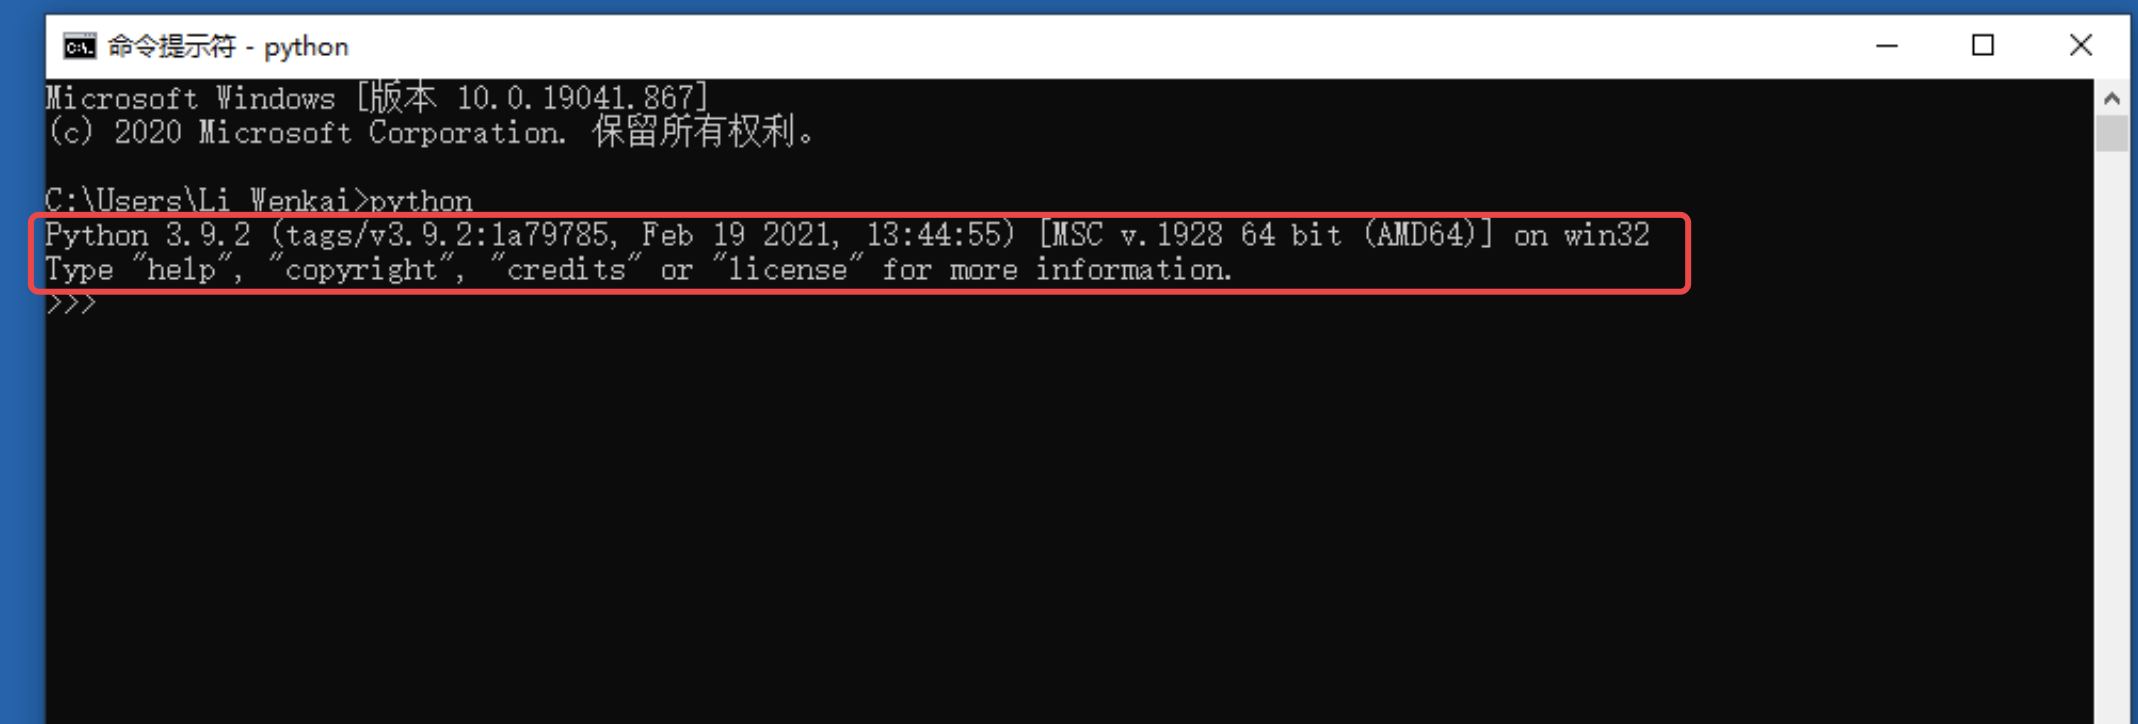 命令提示符 - python
Microsoft Windows [版本 10.0.19041.867]
(c) 2020 Microsoft Corporation. 保留所有权利。
C:\Users\Li Wenkai>python
Python 3.9.2 (tags/v3.9.2:1a79785, Feb 19 2021, 13:44:55) [MSC v.1928 64 bit (AMD64)] on win32
Type "help", "copyright", "credits" or "license" for more information.
>>>